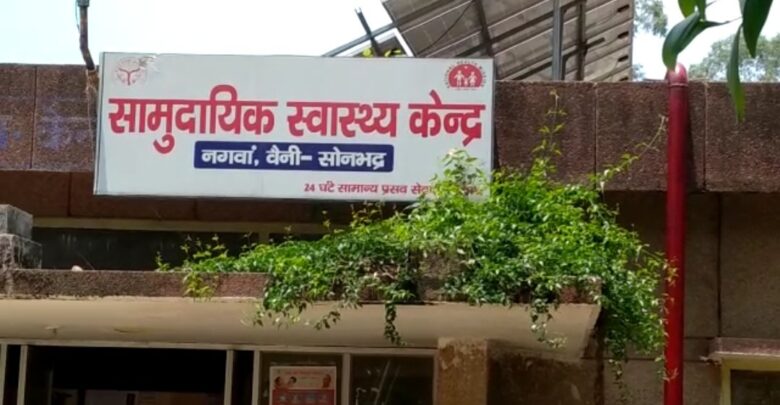 सामुदायिक स्वास्थ्य केन्द्र
नगवां, वैनी- सोनभद्र
24 घंटे सामान्य प्रसव